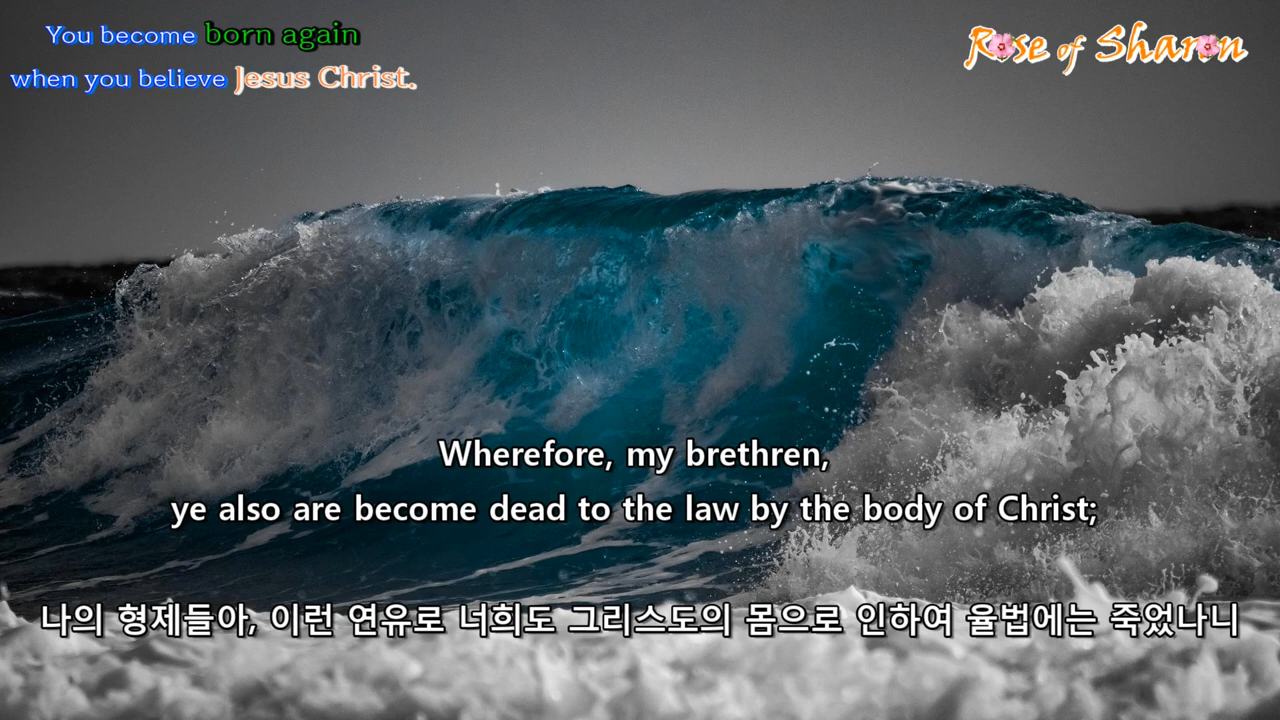 You become born again
when you believe Jesus Christ.
Rose of Sharon
Wherefore, my brethren,
ye also are become dead to the law by the body of Christ;
나의 형제들아, 이런 연유로 너희도 그리스도의 몸으로 인하여 율법에는 죽었나니